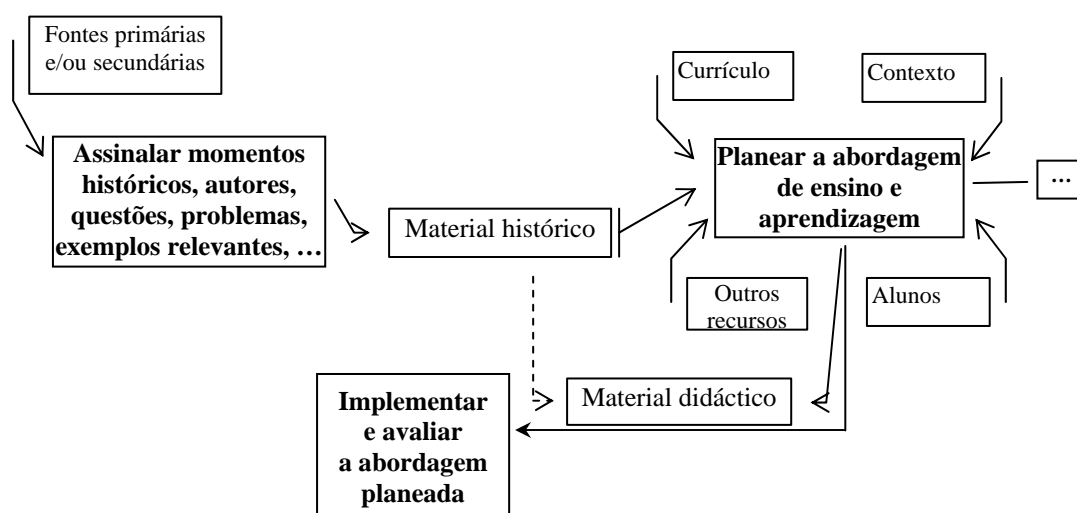 Fontes primárias
e/ou secundárias
Assinalar momentos
históricos, autores,
questões, problemas,
exemplos relevantes, …
Material histórico
Currículo
Contexto
Planear a abordagem
de ensino e
aprendizagem
...
Outros
recursos
Alunos
Material didáctico
Implementar
e avaliar
a abordagem
planeada